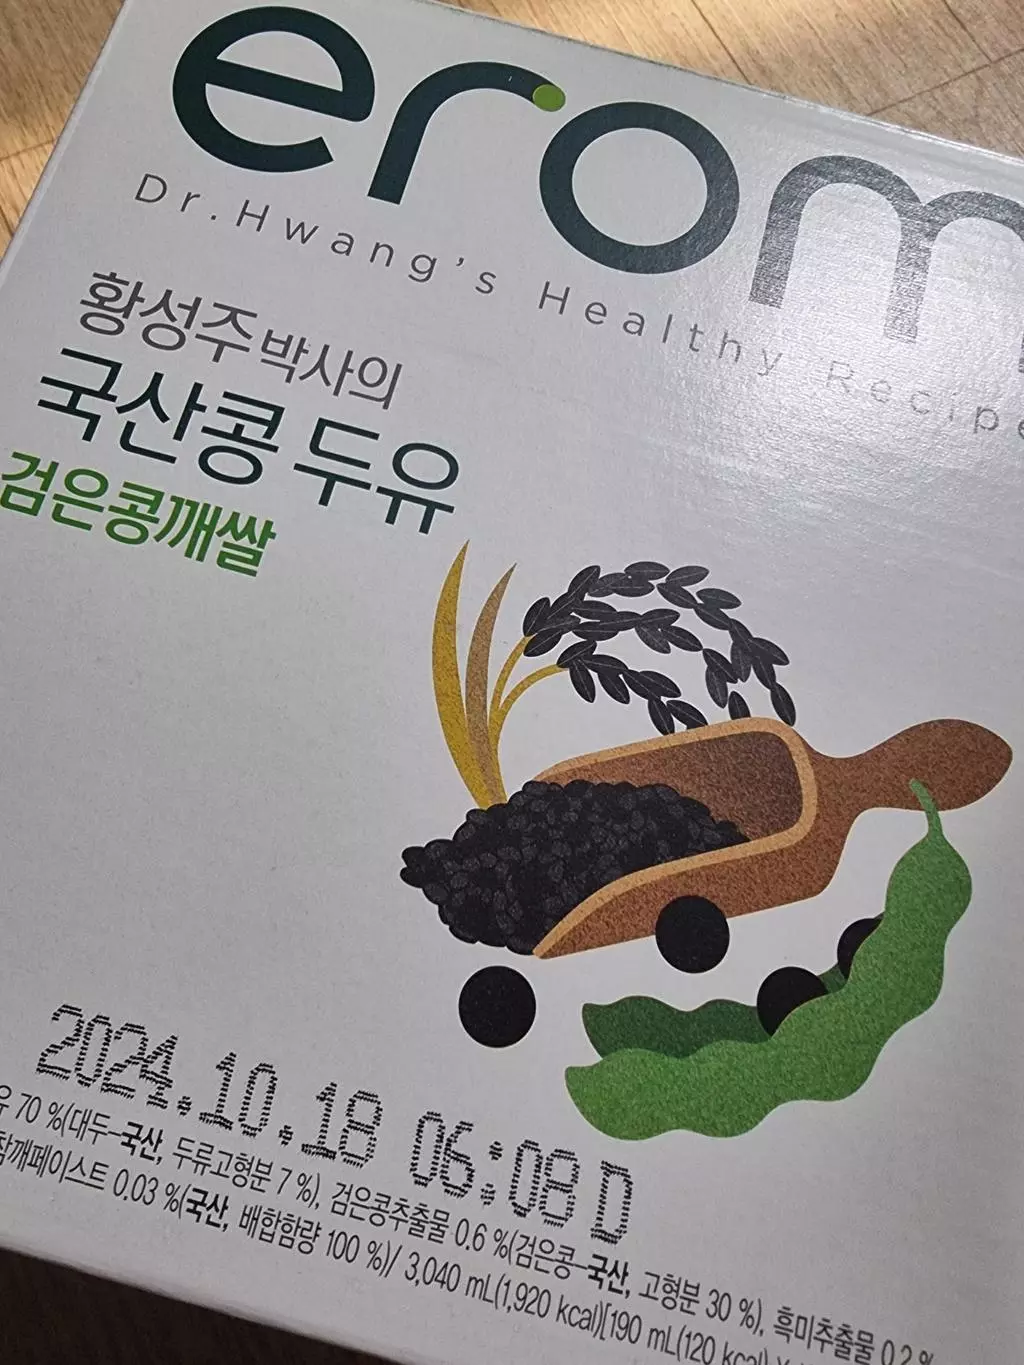 erom
Dr.Hwang's Healthy Recipe
황성주 박사의
국산콩 두유
검은콩깨쌀
2024.10.18 06:08 D
70 %(대두-국산, 두류고형분 7 %), 검은콩추출물 0.6 %(검은콩-국산, 고형분 30 %), 흑미추출물 0.2 %
참깨페이스트 0.03 %(국산, 배합함량 100 %)/ 3,040 mL(1,920 kcal)[190 mL(120 kcal)